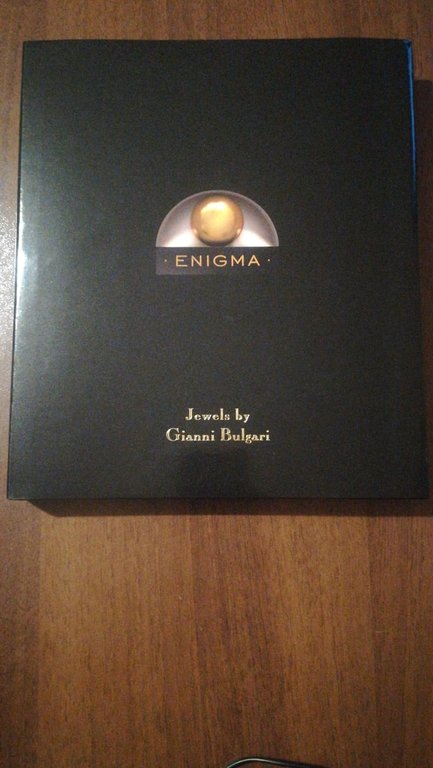 · ENIGMA ·
Jewels by
Gianni Bulgari